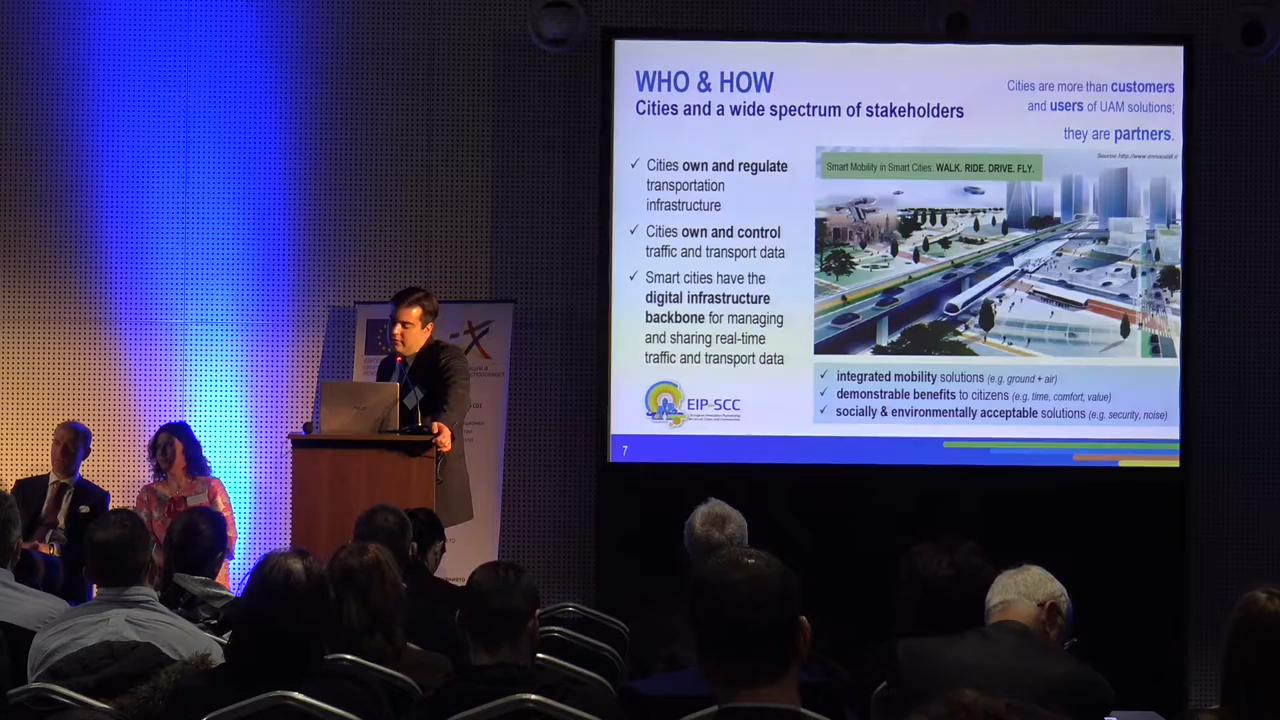 WHO & HOW
Cities and a wide spectrum of stakeholders
Cities are more than customers
and users of UAM solutions;
they are partners.
✓ Cities own and regulate
transportation
infrastructure
✓ Cities own and control
traffic and transport data
✓ Smart cities have the
digital infrastructure
backbone for managing
and sharing real-time
traffic and transport data
Smart Mobility in Smart Cities: WALK. RIDE. DRIVE. FLY.
✓ integrated mobility solutions (e.g. ground + air)
✓ demonstrable benefits to citizens (e.g. time, comfort, value)
✓ socially & environmentally acceptable solutions (e.g. security, noise)
EIP-SCC
7